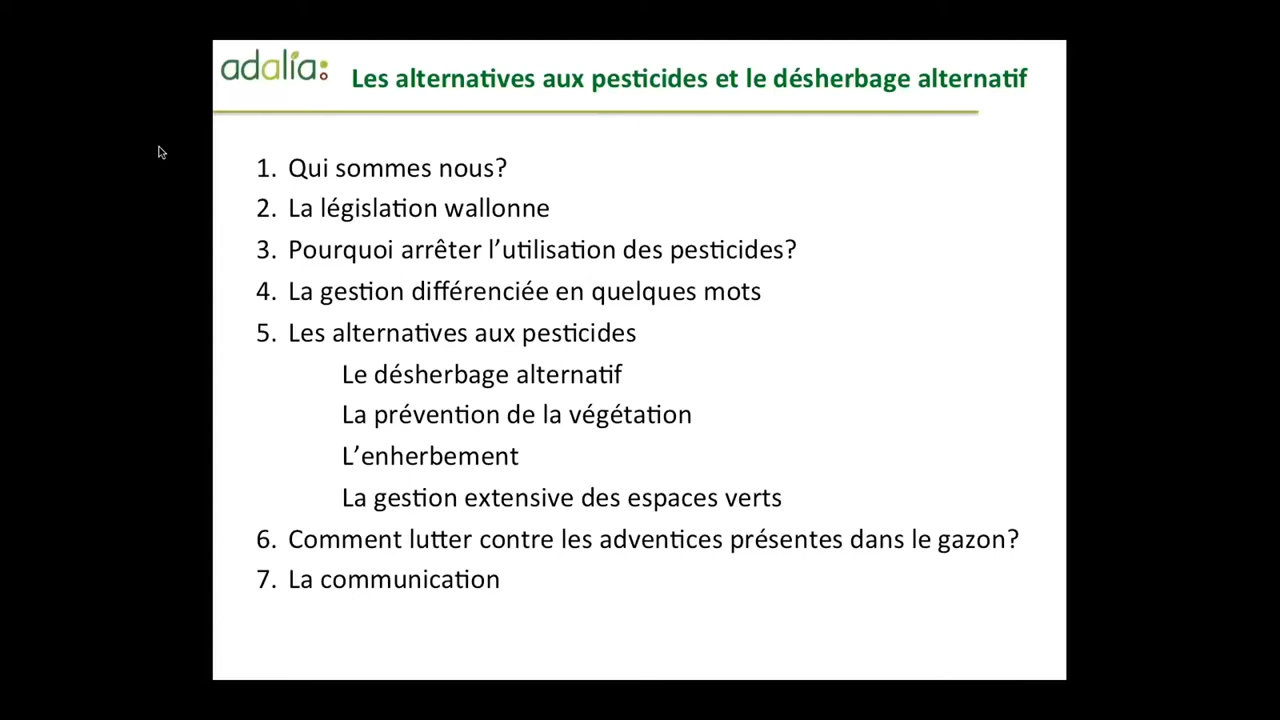 adalia
Les alternatives aux pesticides et le désherbage alternatif
1. Qui sommes nous?
2. La législation wallonne
3. Pourquoi arrêter l’utilisation des pesticides?
4. La gestion différenciée en quelques mots
5. Les alternatives aux pesticides
Le désherbage alternatif
La prévention de la végétation
L’enherbement
La gestion extensive des espaces verts
6. Comment lutter contre les adventices présentes dans le gazon?
7. La communication